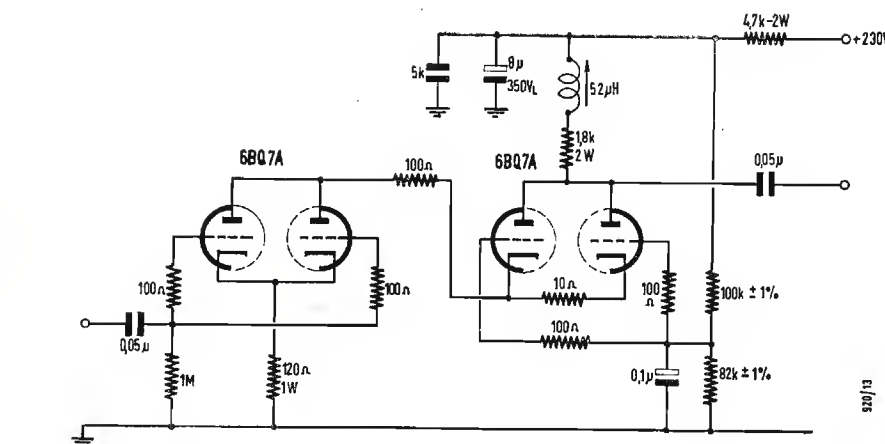 4,7k-2W
+230V
5k
8μ
350VL
52μH
1,8k
2W
6BQ7A
100Ω
6BQ7A
0,05μ
100Ω
100Ω
10Ω
100
Ω
100k ± 1%
0,05μ
100Ω
1M
120Ω
1W
0,1μ
82k ± 1%
920/13